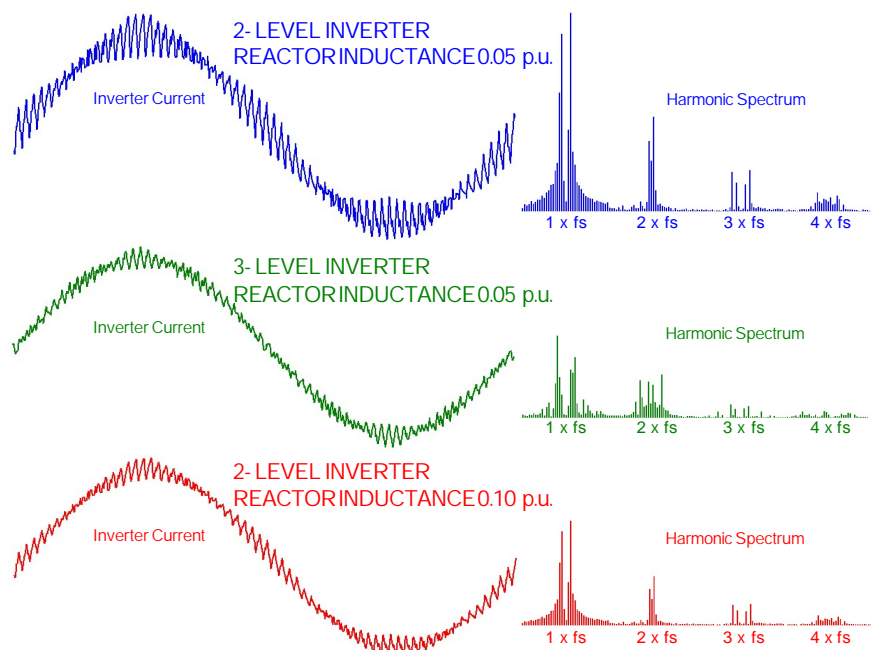 2- LEVEL INVERTER
REACTOR INDUCTANCE 0.05 p.u.
Inverter Current
Harmonic Spectrum
1 x fs 2 x fs 3 x fs 4 x fs
3- LEVEL INVERTER
REACTOR INDUCTANCE 0.05 p.u.
Inverter Current
Harmonic Spectrum
1 x fs 2 x fs 3 x fs 4 x fs
2- LEVEL INVERTER
REACTOR INDUCTANCE 0.10 p.u.
Inverter Current
Harmonic Spectrum
1 x fs 2 x fs 3 x fs 4 x fs